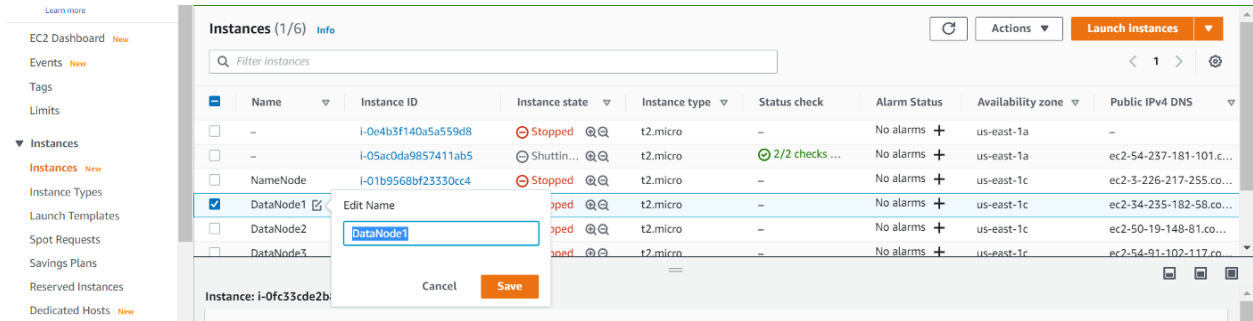 Learn more
EC2 Dashboard New
Events New
Tags
Limits
Instances
Instances New
Instance Types
Launch Templates
Spot Requests
Savings Plans
Reserved Instances
Dedicated Hosts New
Instances (1/6) Info
Actions
Launch instances
Filter instances
1
Name Instance ID Instance state Instance type Status check Alarm Status Availability zone Public IPv4 DNS
– i-0e4b3f140a5a559d8 Stopped t2.micro – No alarms + us-east-1a –
– i-05ac0da9857411ab5 Shuttin... t2.micro 2/2 checks ... No alarms + us-east-1a ec2-54-237-181-101.c...
NameNode i-01b9568bf23330cc4 Stopped t2.micro – No alarms + us-east-1c ec2-3-226-217-255.co...
DataNode1 pped t2.micro – No alarms + us-east-1c ec2-34-235-182-58.co...
DataNode2 pped t2.micro – No alarms + us-east-1c ec2-50-19-148-81.co...
DataNode3 pped t2.micro – No alarms + us-east-1c ec2-54-91-102-117.co...
Edit Name
DataNode1
Cancel Save
Instance: i-0fc33cde2b